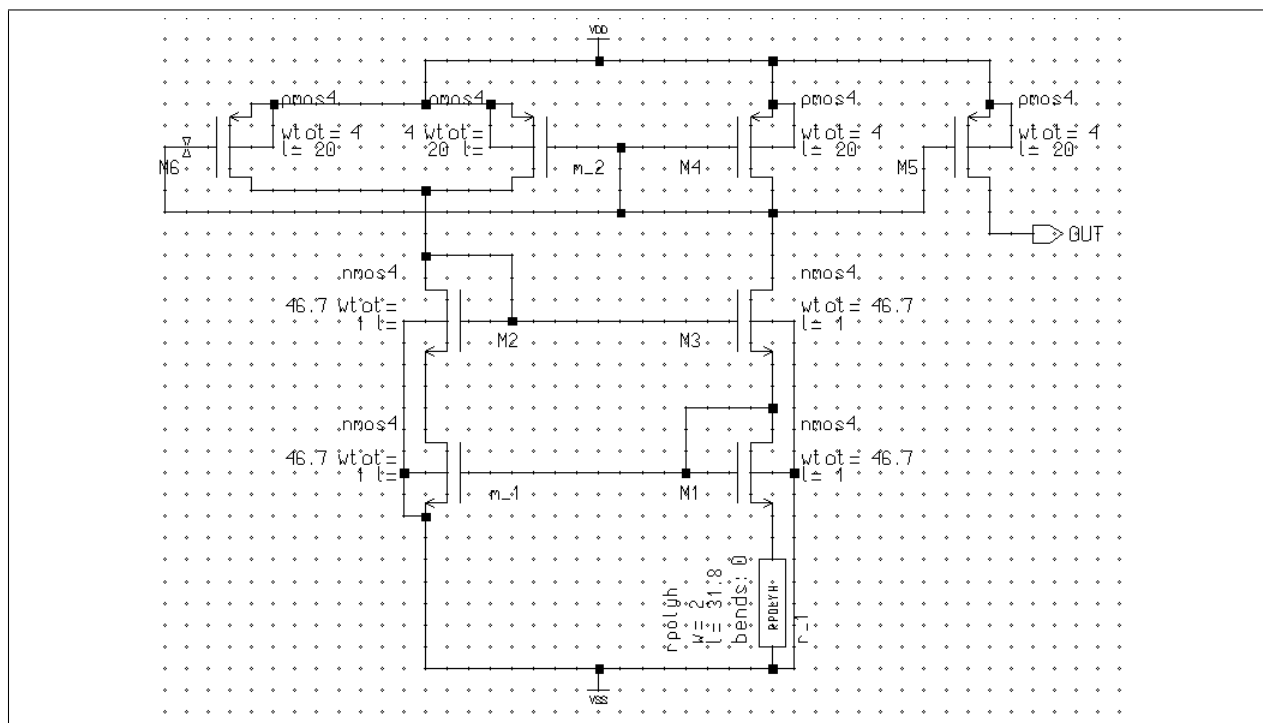 VDD
pmos4
wtot= 4
l= 20
M6
pmos4
4 wtot=
20 l=
m_2
pmos4
wtot= 4
l= 20
M4
pmos4
wtot= 4
l= 20
M5
OUT
nmos4
46.7 wtot=
1 l=
M2
nmos4
wtot= 46.7
l= 1
M3
nmos4
46.7 wtot=
1 l=
m_1
nmos4
wtot= 46.7
l= 1
M1
rpolyh
w= 2
l= 31.8
bends: 0
RPOLYH
r_1
VSS